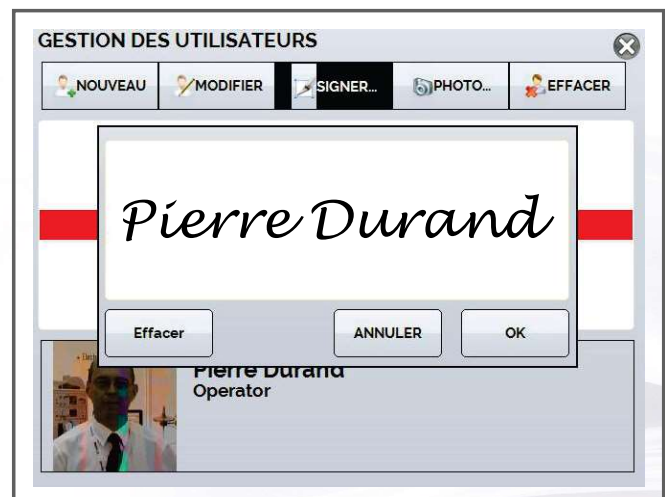 GESTION DES UTILISATEURS
NOUVEAU MODIFIER SIGNER... PHOTO... EFFACER
Pierre Durand
Effacer ANNULER OK
Pierre Durand
Operator